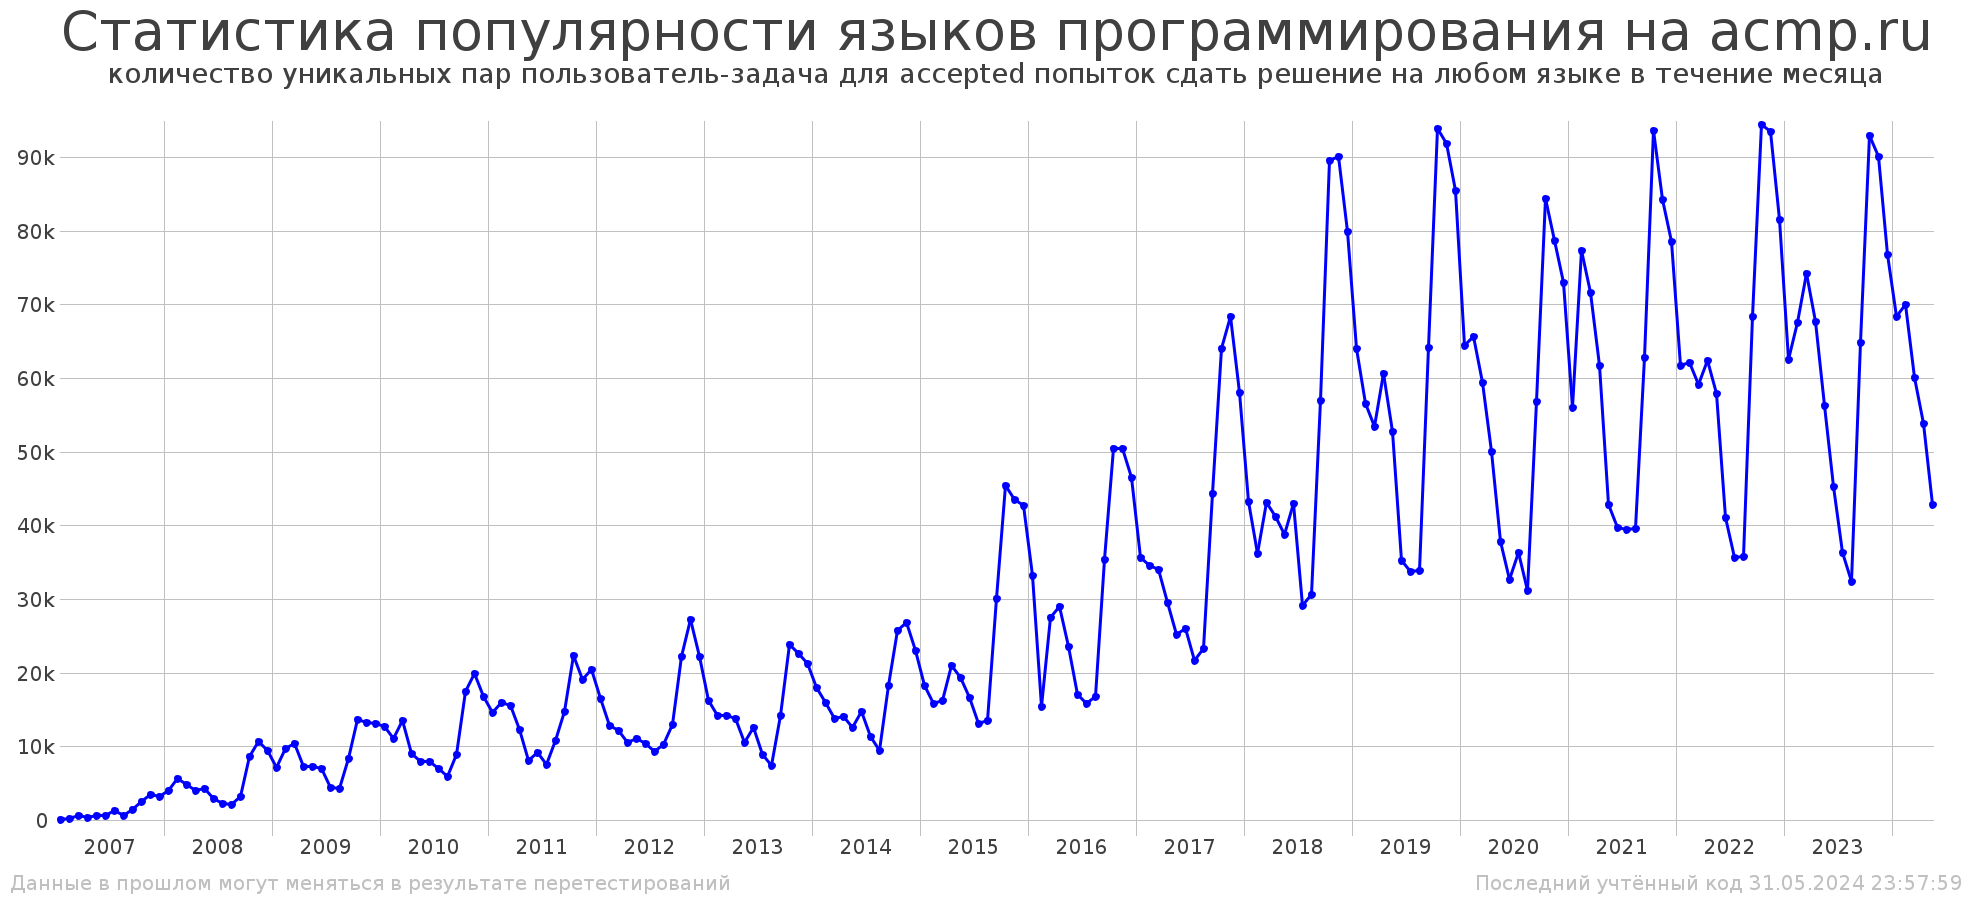 Статистика популярности языков программирования на acmp.ru
количество уникальных пар пользователь-задача для accepted попыток сдать решение на любом языке в течение месяца
90k
80k
70k
60k
50k
40k
30k
20k
10k
0
2007 2008 2009 2010 2011 2012 2013 2014 2015 2016 2017 2018 2019 2020 2021 2022 2023
Данные в прошлом могут меняться в результате перетестирований
Последний учтённый код 31.05.2024 23:57:59